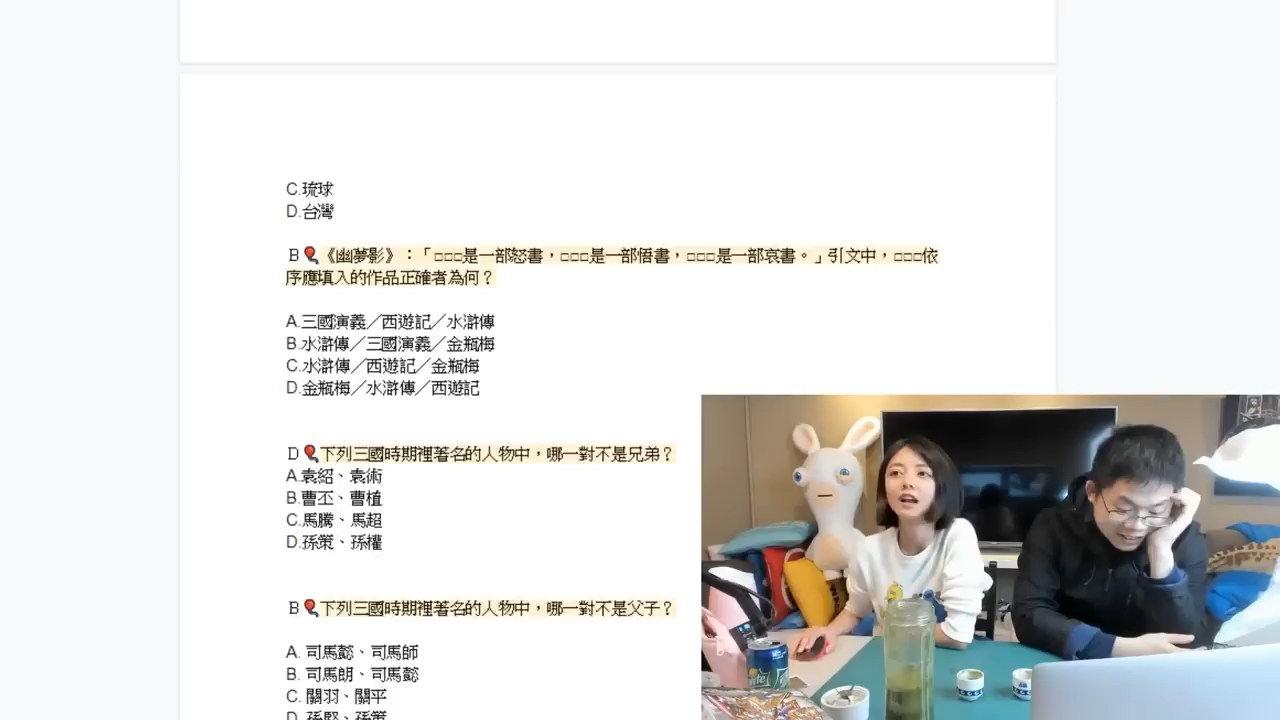 C.琉球
D.台灣
B📍《幽夢影》：「□□□是一部怒書，□□□是一部悟書，□□□是一部哀書。」引文中，□□□依
序應填入的作品正確者為何？
A.三國演義／西遊記／水滸傳
B.水滸傳／三國演義／金瓶梅
C.水滸傳／西遊記／金瓶梅
D.金瓶梅／水滸傳／西遊記
D📍下列三國時期裡著名的人物中，哪一對不是兄弟？
A.袁紹、袁術
B.曹丕、曹植
C.馬騰、馬超
D.孫策、孫權
B📍下列三國時期裡著名的人物中，哪一對不是父子？
A. 司馬懿、司馬師
B. 司馬朗、司馬懿
C. 關羽、關平
D. 孫堅、孫策